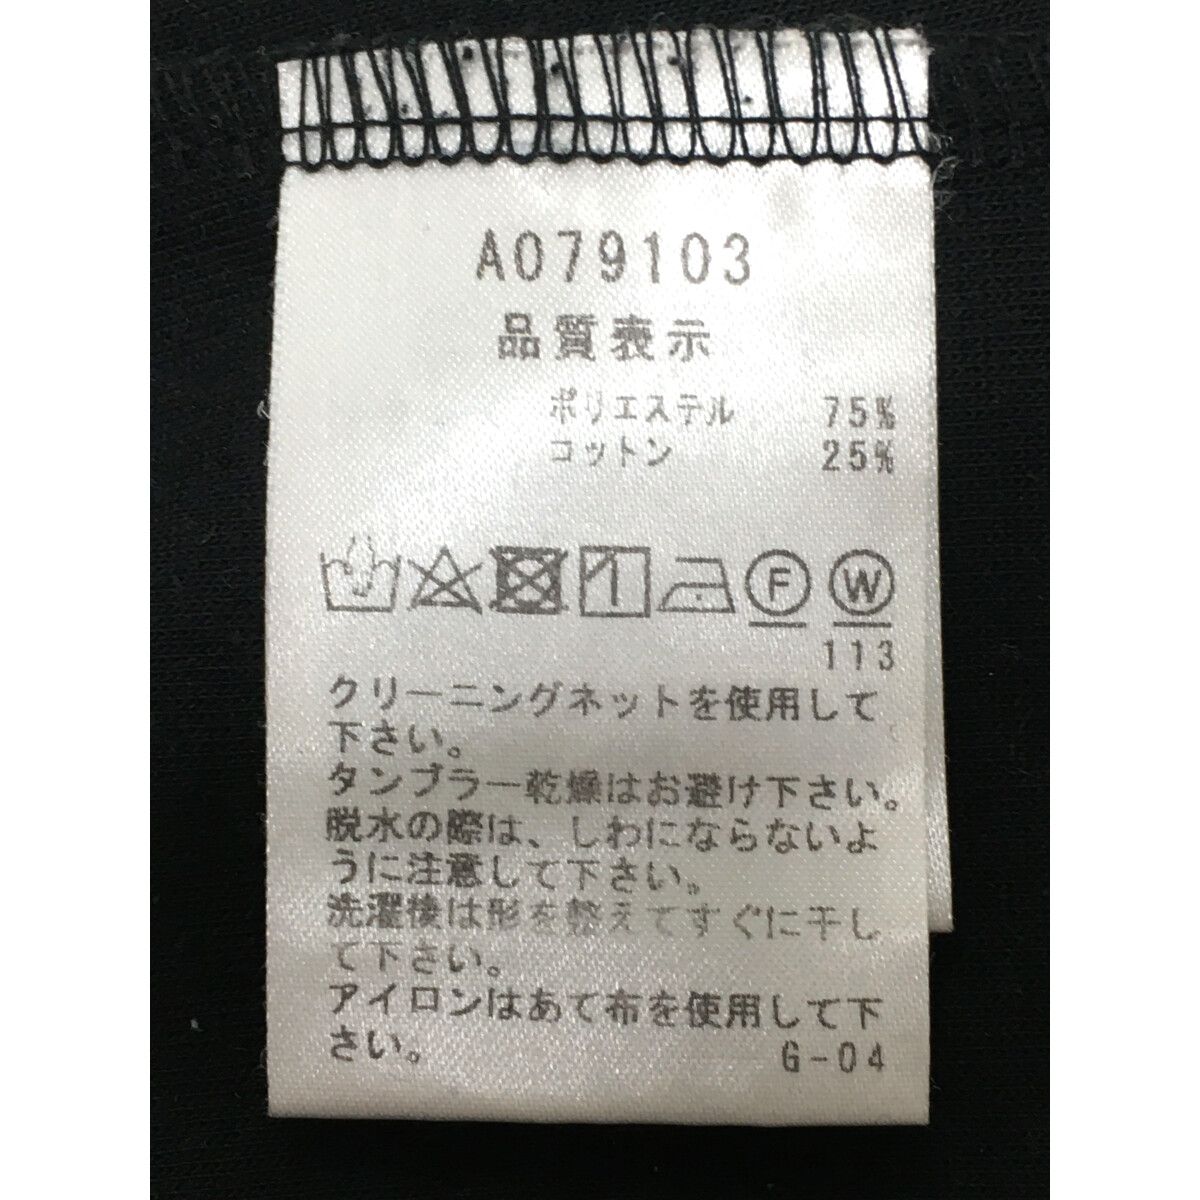 A079103
品質表示
ポリエステル 75%
コットン 25%
F W
113
クリーニングネットを使用して
下さい。
タンブラー乾燥はお避け下さい。
脱水の際は、しわにならないよ
うに注意して下さい。
洗濯後は形を整えてすぐに干し
て下さい。
アイロンはあて布を使用して下
さい。 G-04